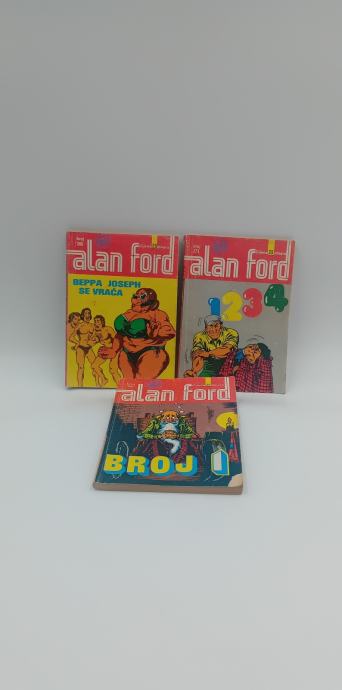 alan ford
BEPPA JOSEPH
SE VRAĆA
alan ford
1234
alan ford
BROJ 1